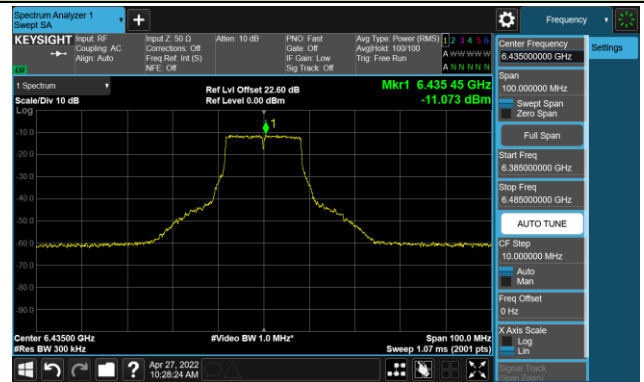 Spectrum Analyzer 1
Swept SA
Frequency
KEYSIGHT
Input: RF
Coupling: AC
Align: Auto
Input Z: 50 Ω
Corrections: Off
Freq Ref: Int (S)
NFE: Off
Atten: 10 dB
PNO: Fast
Gate: Off
IF Gain: Low
Sig Track: Off
Avg Type: Power (RMS)
Avg|Hold: 100/100
Trig: Free Run
1 2 3 4 5 6
A W W W W W
A N N N N N
1 Spectrum
Scale/Div 10 dB
Ref Lvl Offset 22.60 dB
Ref Level 0.00 dBm
Mkr1 6.435 45 GHz
-11.073 dBm
Log
1
-10.0
-20.0
-30.0
-40.0
-50.0
-60.0
-70.0
-80.0
-90.0
Center 6.43500 GHz
#Res BW 300 kHz
#Video BW 1.0 MHz*
Span 100.0 MHz
Sweep 1.07 ms (2001 pts)
?
Apr 27, 2022
10:28:24 AM
Center Frequency
6.435000000 GHz
Settings
Span
100.000000 MHz
Swept Span
Zero Span
Full Span
Start Freq
6.385000000 GHz
Stop Freq
6.485000000 GHz
AUTO TUNE
CF Step
10.000000 MHz
Auto
Man
Freq Offset
0 Hz
X Axis Scale
Log
Lin
Signal Track
(Span Zoom)